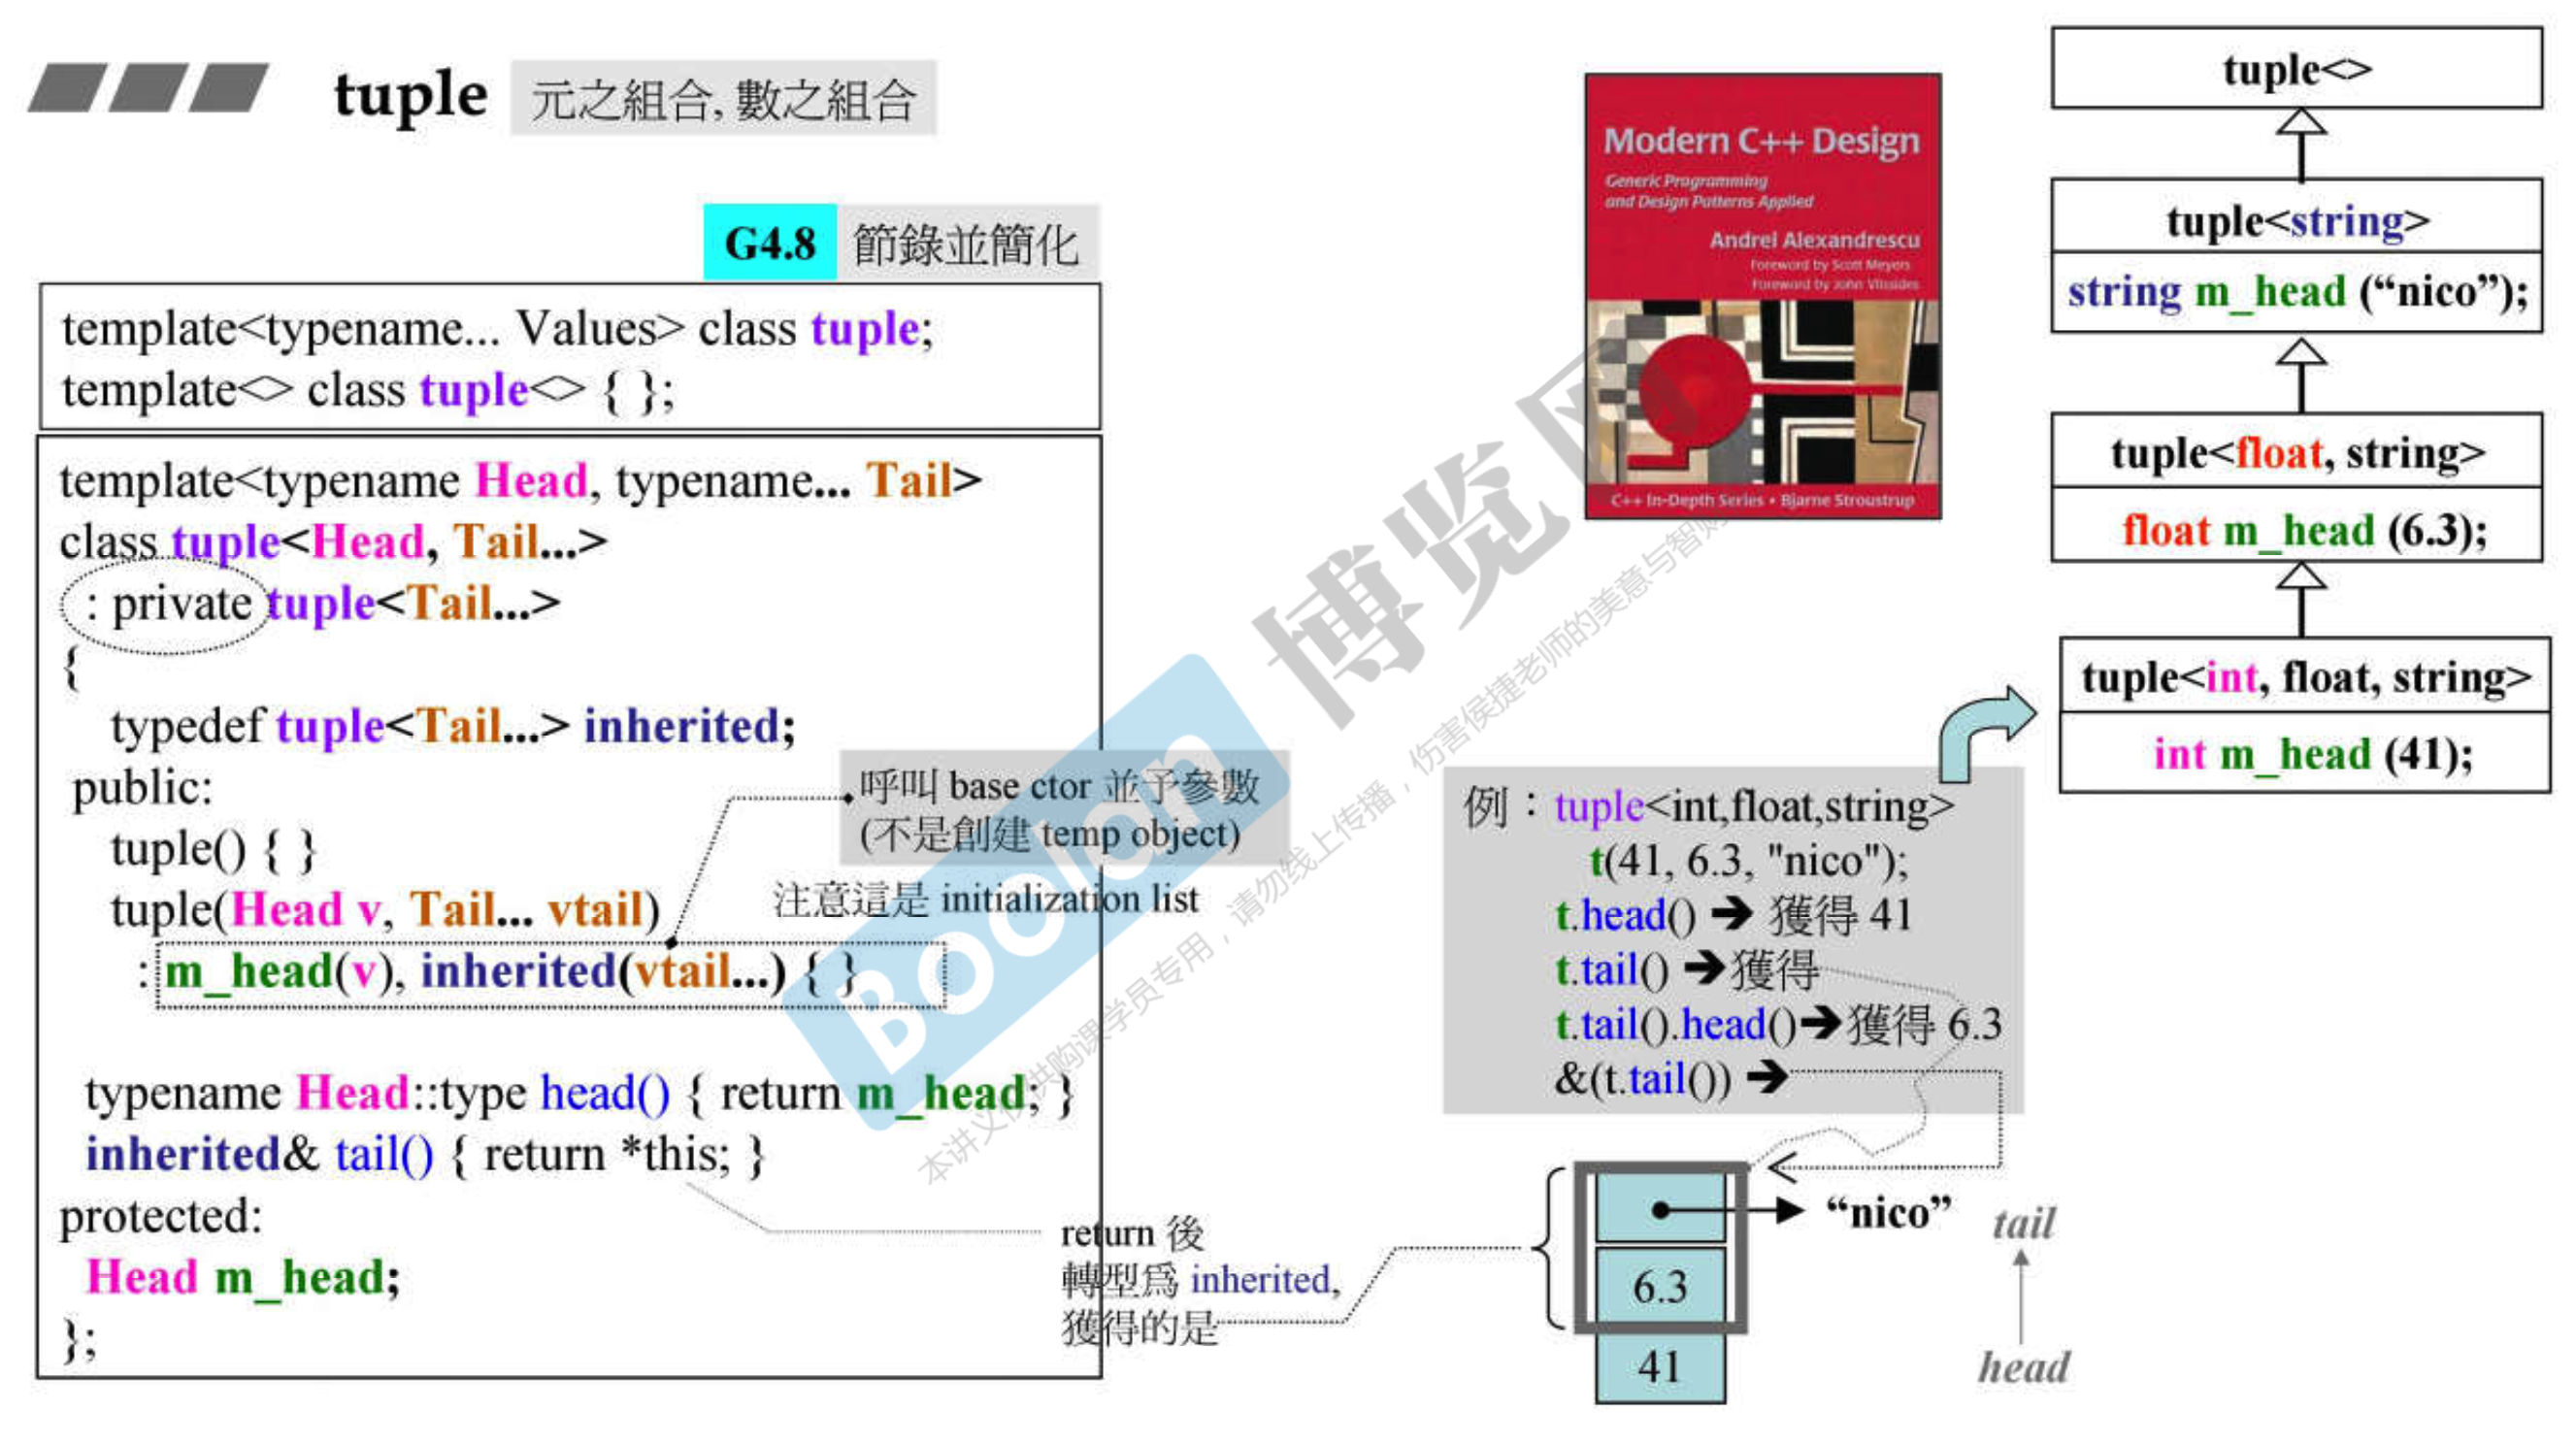 tuple 元之組合, 數之組合
G4.8 節錄並簡化
template<typename... Values> class tuple;
template<> class tuple<> { };
template<typename Head, typename... Tail>
class tuple<Head, Tail...>
: private tuple<Tail...>
{
typedef tuple<Tail...> inherited;
public:
tuple() { }
tuple(Head v, Tail... vtail)
: m_head(v), inherited(vtail...) { }
typename Head::type head() { return m_head; }
inherited& tail() { return *this; }
protected:
Head m_head;
};
呼叫 base ctor 並予參數
(不是創建 temp object)
注意這是 initialization list
return 後
轉型爲 inherited,
獲得的是
Modern C++ Design
Generic Programming
and Design Patterns Applied
Andrei Alexandrescu
Foreword by Scott Meyers
Foreword by John Vlissides
C++ In-Depth Series • Bjarne Stroustrup
例：tuple<int,float,string>
t(41, 6.3, "nico");
t.head() ➔ 獲得 41
t.tail() ➔獲得
t.tail().head()➔獲得 6.3
&(t.tail()) ➔
“nico”
6.3
41
tail
head
tuple<>
tuple<string>
string m_head (“nico”);
tuple<float, string>
float m_head (6.3);
tuple<int, float, string>
int m_head (41);
Boolan 博览网
本讲义仅供购课学员专用，请勿线上传播，伤害侯捷老师的美意与智